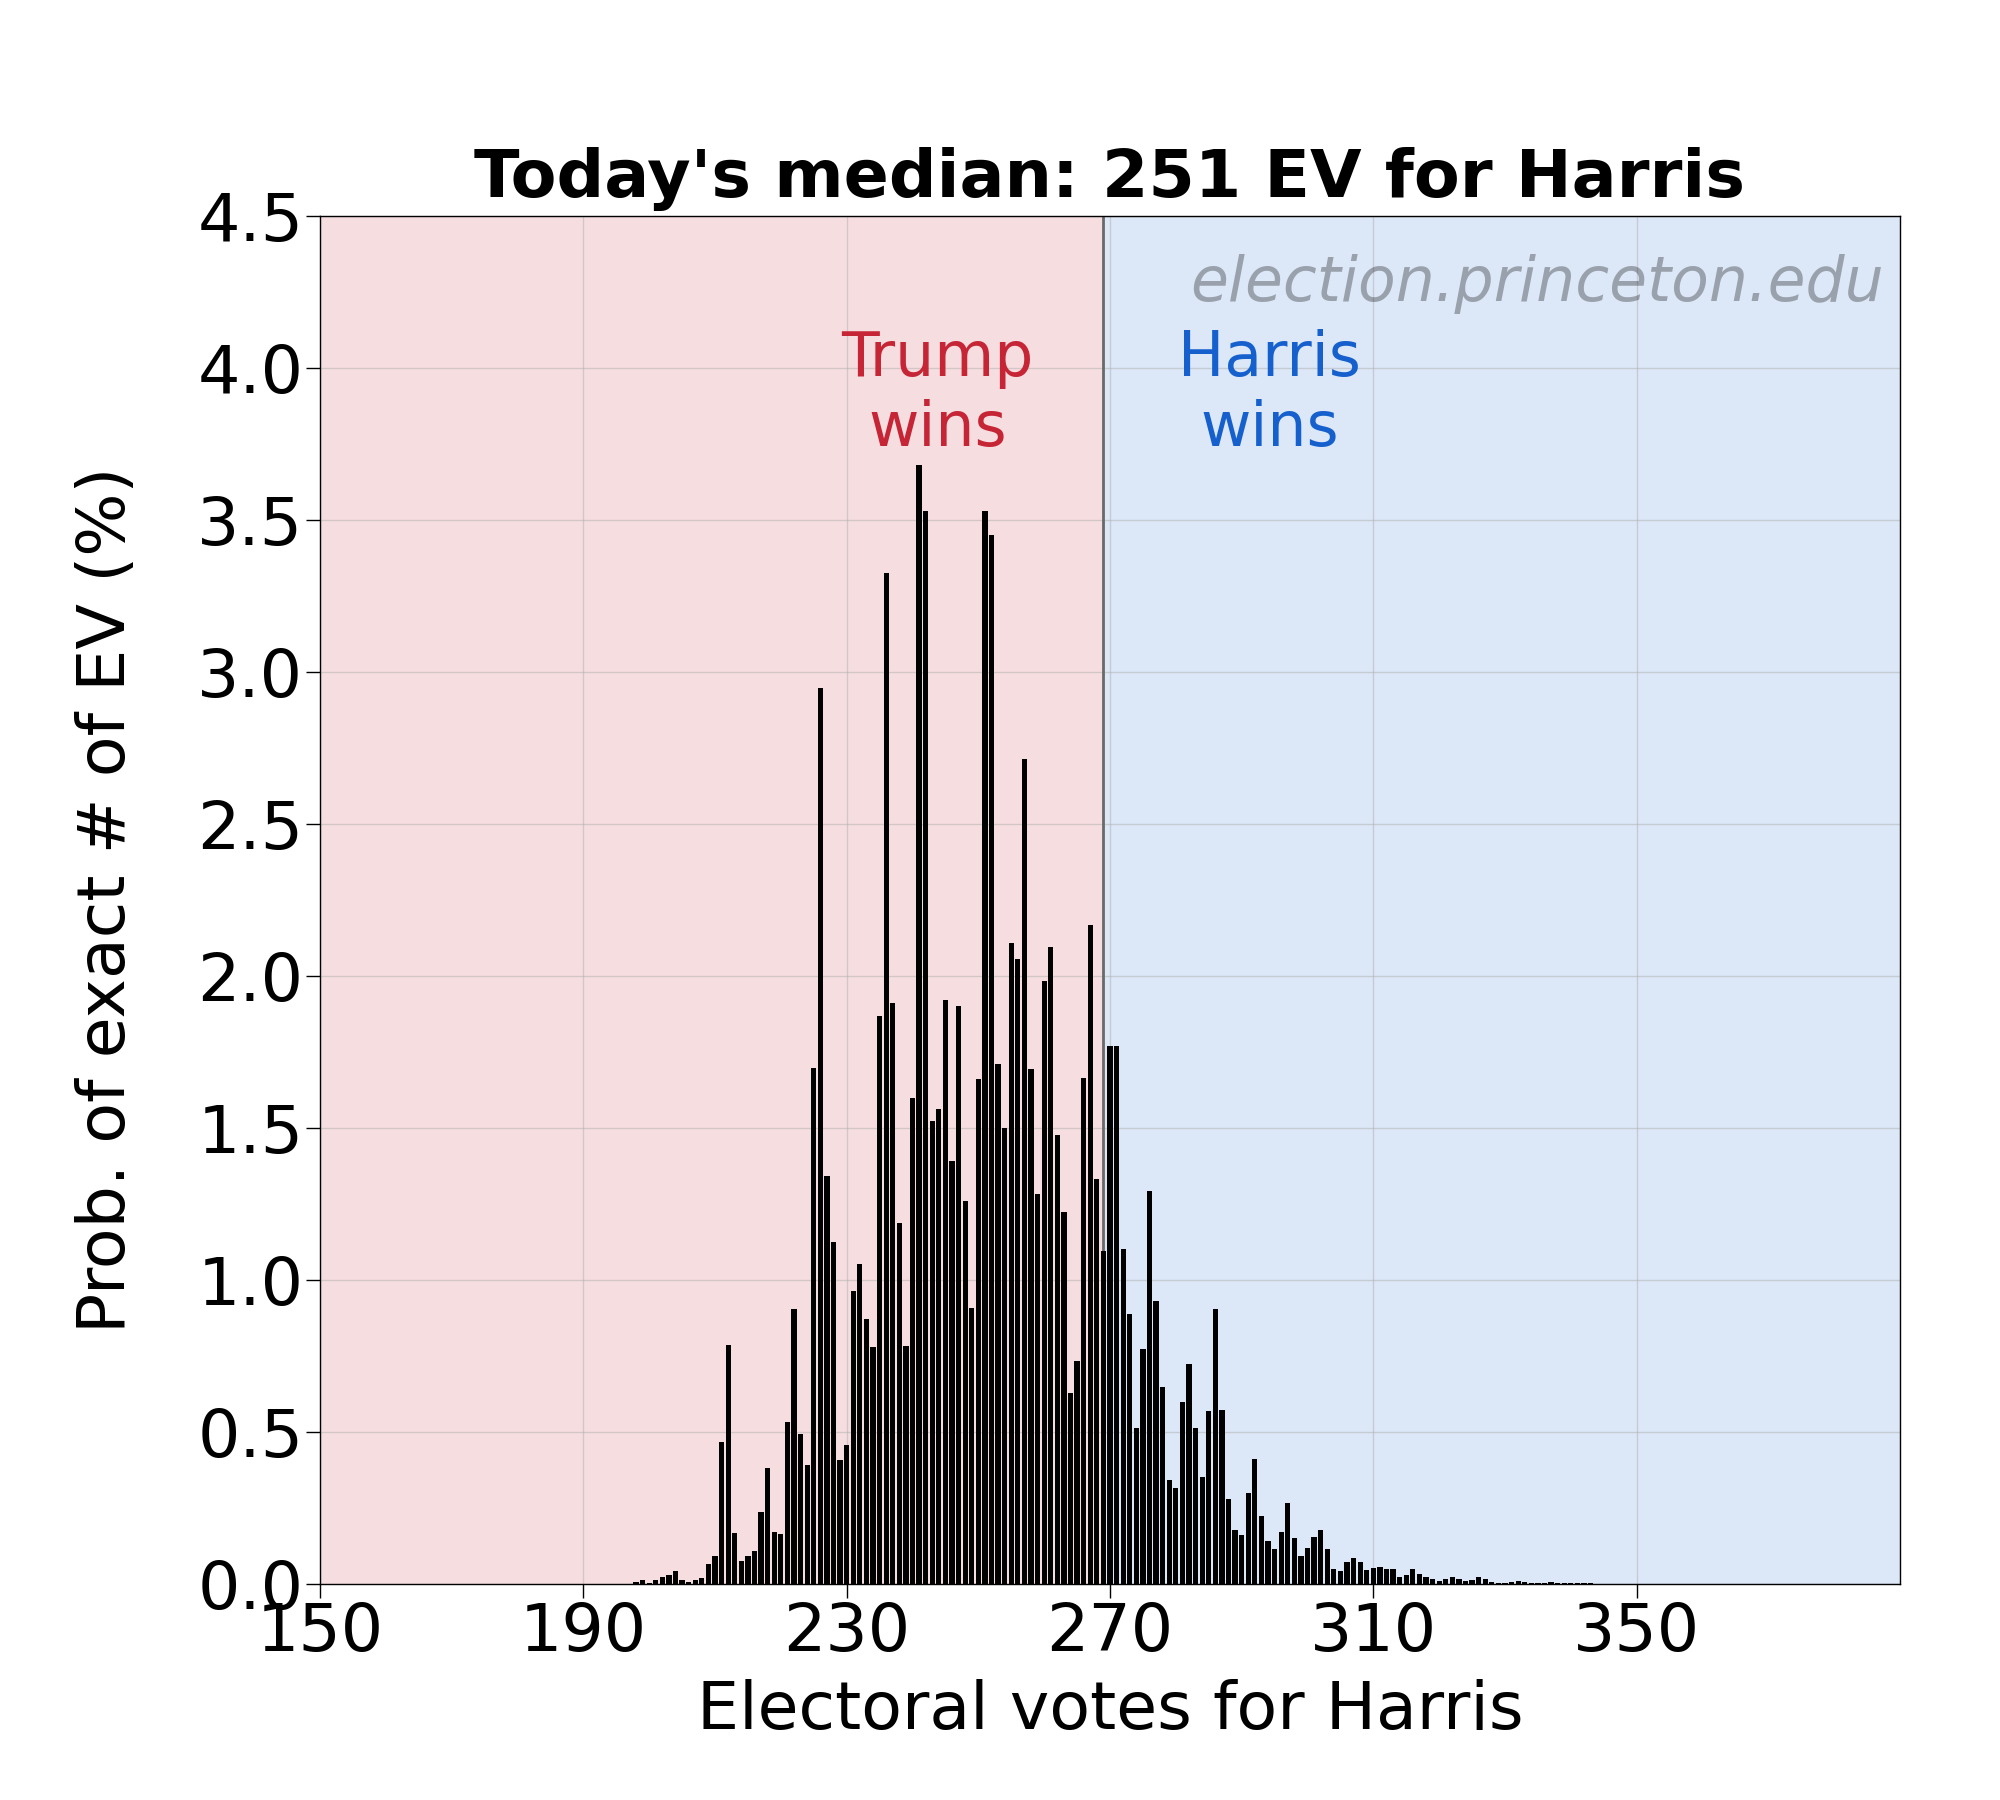 Today's median: 251 EV for Harris
election.princeton.edu
Trump
wins
Harris
wins
Prob. of exact # of EV (%)
4.5
4.0
3.5
3.0
2.5
2.0
1.5
1.0
0.5
0.0
150 190 230 270 310 350
Electoral votes for Harris